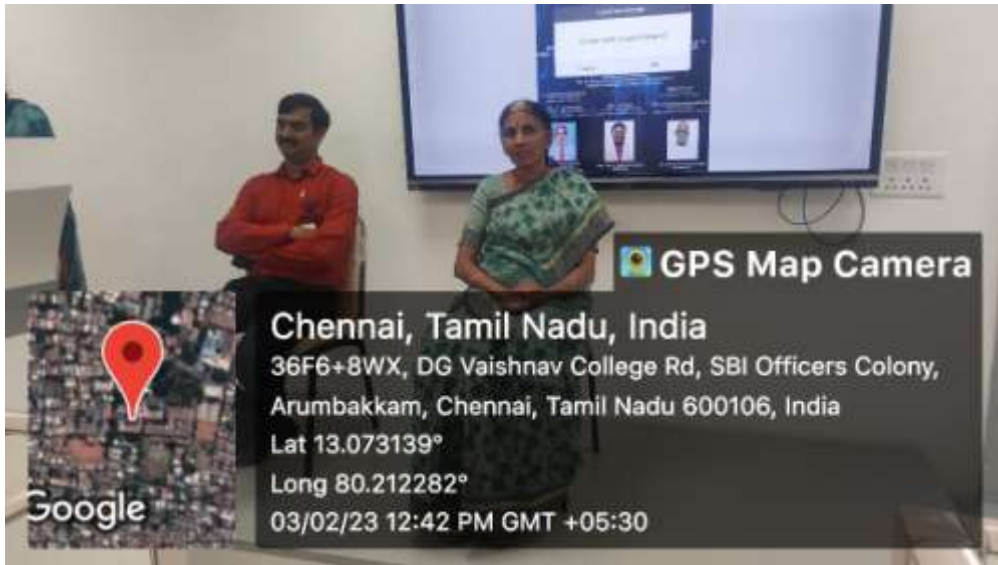 GPS Map Camera
Chennai, Tamil Nadu, India
36F6+8WX, DG Vaishnav College Rd, SBI Officers Colony,
Arumbakkam, Chennai, Tamil Nadu 600106, India
Lat 13.073139°
Long 80.212282°
03/02/23 12:42 PM GMT +05:30
Google